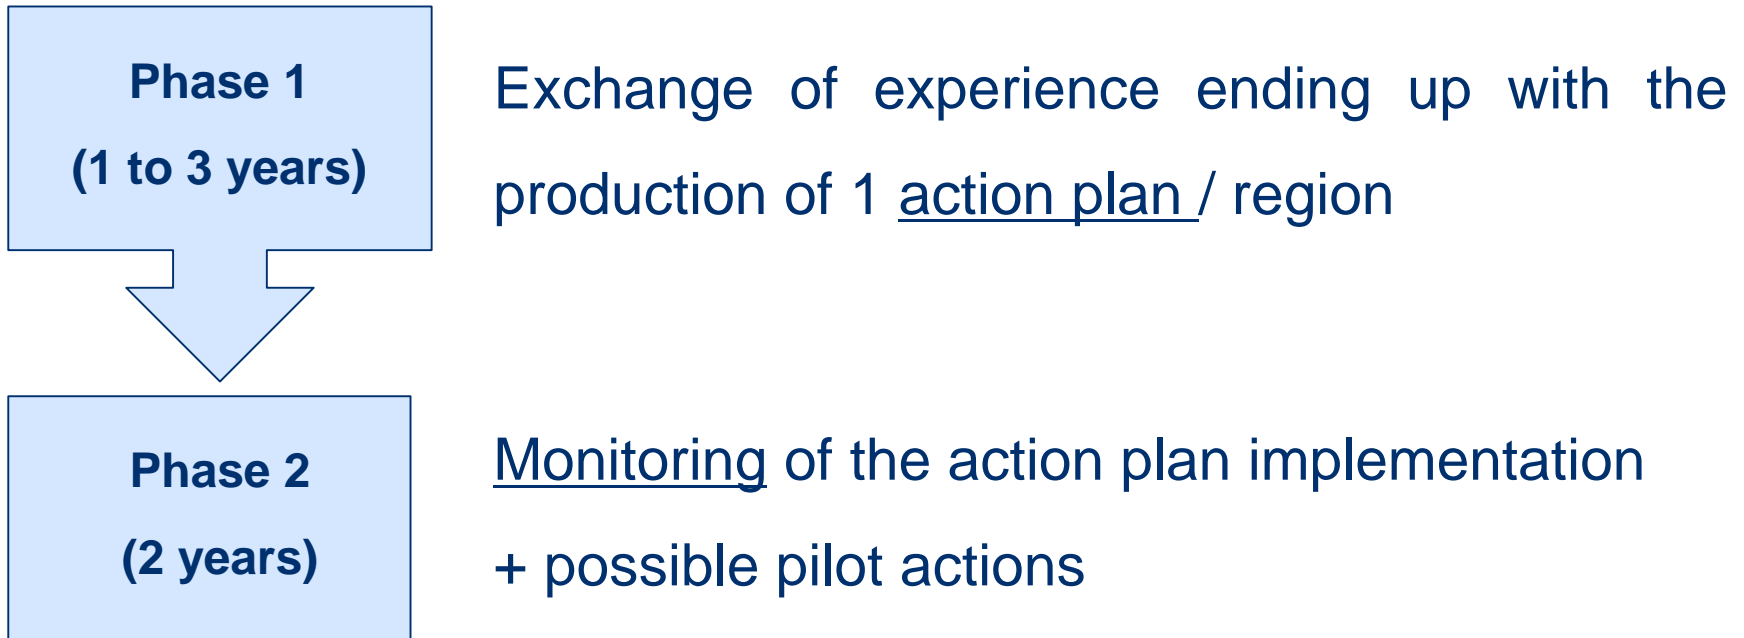 Phase 1
(1 to 3 years)
Exchange of experience ending up with the
production of 1 action plan / region
Phase 2
(2 years)
Monitoring of the action plan implementation
+ possible pilot actions